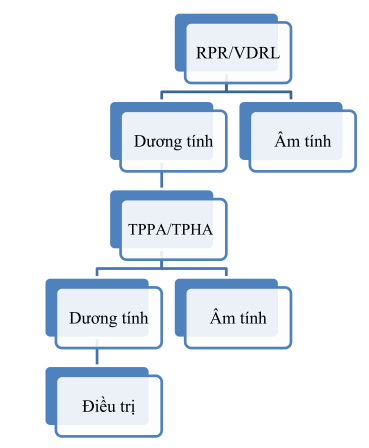 RPR/VDRL
Dương tính
Âm tính
TPPA/TPHA
Dương tính
Âm tính
Điều trị